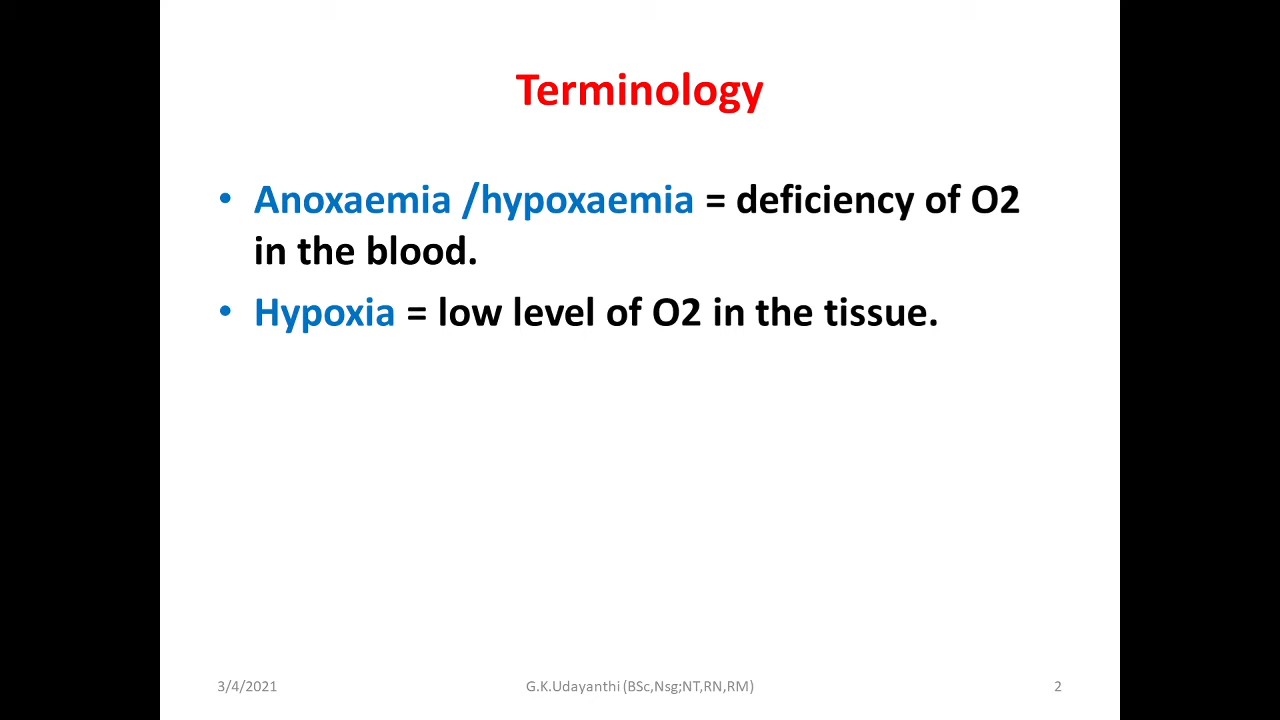 Terminology
• Anoxaemia /hypoxaemia = deficiency of O2
in the blood.
• Hypoxia = low level of O2 in the tissue.
3/4/2021
G.K.Udayanthi (BSc,Nsg;NT,RN,RM)
2